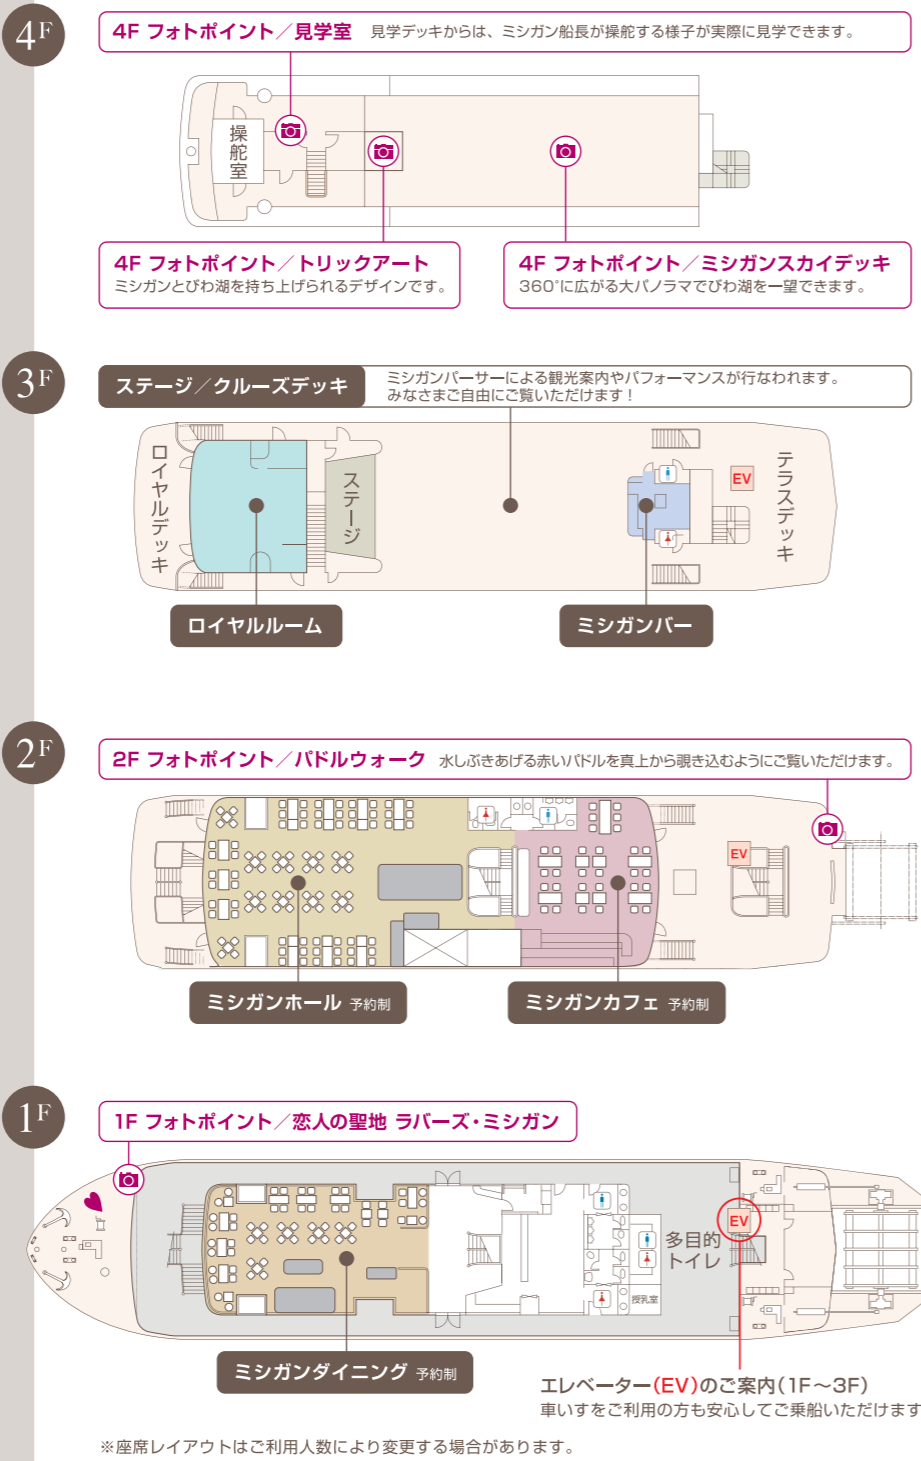 4F
4F フォトポイント／見学室 見学デッキからは、ミシガン船長が操舵する様子が実際に見学できます。
操舵室
4F フォトポイント／トリックアート
ミシガンとびわ湖を持ち上げられるデザインです。
4F フォトポイント／ミシガンスカイデッキ
360°に広がる大パノラマでびわ湖を一望できます。
3F
ステージ／クルーズデッキ
ミシガンパーサーによる観光案内やパフォーマンスが行なわれます。
みなさまご自由にご覧いただけます！
ロイヤルデッキ
ステージ
EV
テラスデッキ
ロイヤルルーム
ミシガンバー
2F
2F フォトポイント／パドルウォーク 水しぶきあげる赤いパドルを真上から覗き込むようにご覧いただけます。
EV
ミシガンホール 予約制
ミシガンカフェ 予約制
1F
1F フォトポイント／恋人の聖地 ラバーズ・ミシガン
EV
多目的
トイレ
授乳室
ミシガンダイニング 予約制
エレベーター(EV)のご案内(1F～3F)
車いすをご利用の方も安心してご乗船いただけます
※座席レイアウトはご利用人数により変更する場合があります。